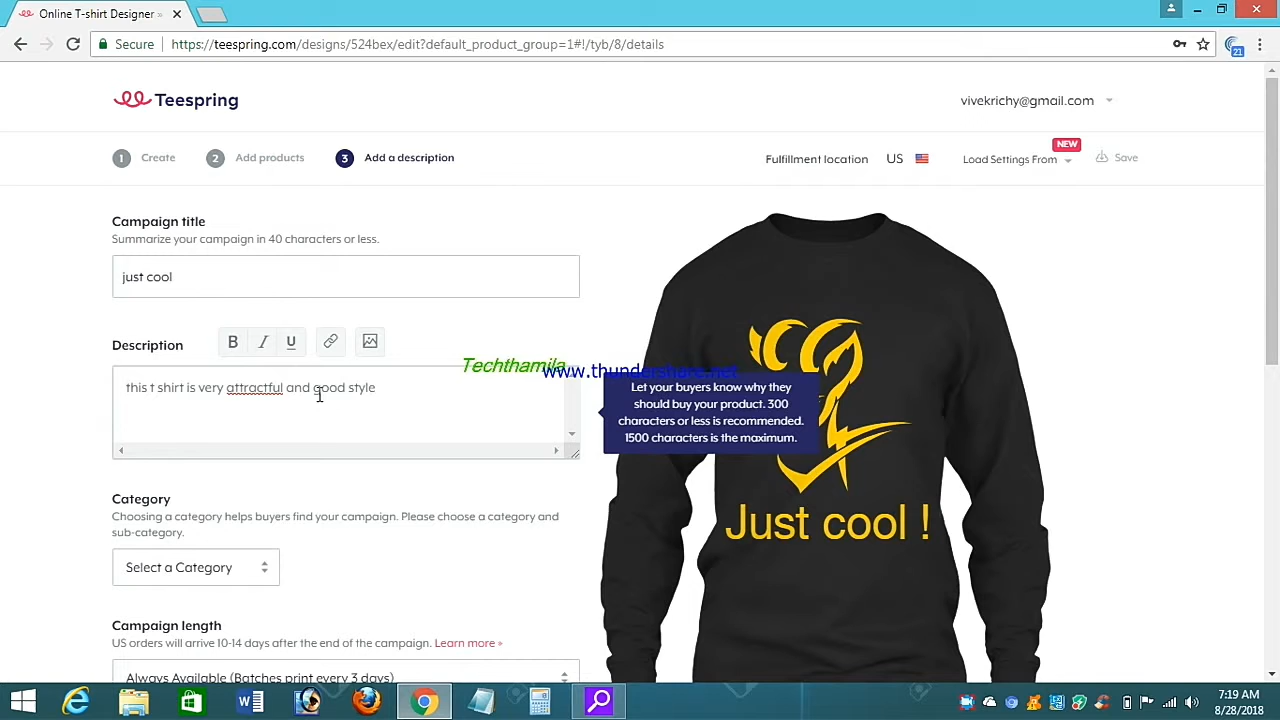 Online T-shirt Designer »
Secure
https://teespring.com/designs/524bex/edit?default_product_group=1#!/tyb/8/details
21
Teespring
vivekrichy@gmail.com
1 Create
2 Add products
3 Add a description
Fulfillment location US
Load Settings From
NEW
Save
Campaign title
Summarize your campaign in 40 characters or less.
just cool
Description
B I U
this t shirt is very attractful and good style
Techthamila
www.thundershare.net
Let your buyers know why they
should buy your product. 300
characters or less is recommended.
1500 characters is the maximum.
Just cool !
Category
Choosing a category helps buyers find your campaign. Please choose a category and
sub-category.
Select a Category
Campaign length
US orders will arrive 10-14 days after the end of the campaign. Learn more »
Always Available (Batches print every 3 days)
7:19 AM
8/28/2018